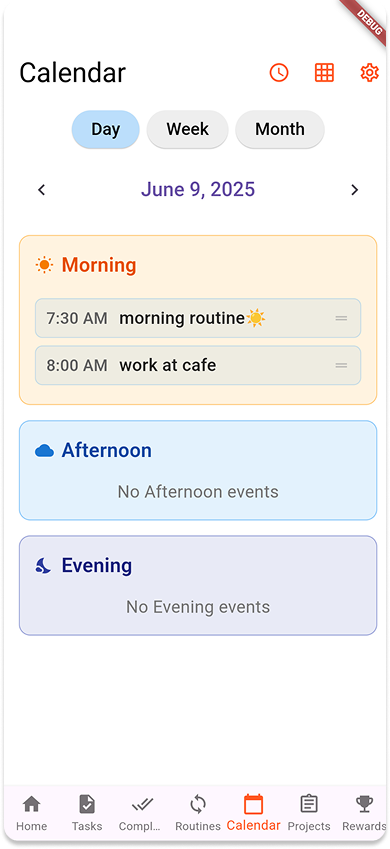 DEBUG
Calendar
Day Week Month
June 9, 2025
Morning
7:30 AM morning routine☀️
8:00 AM work at cafe
Afternoon
No Afternoon events
Evening
No Evening events
Home Tasks Compl... Routines Calendar Projects Rewards